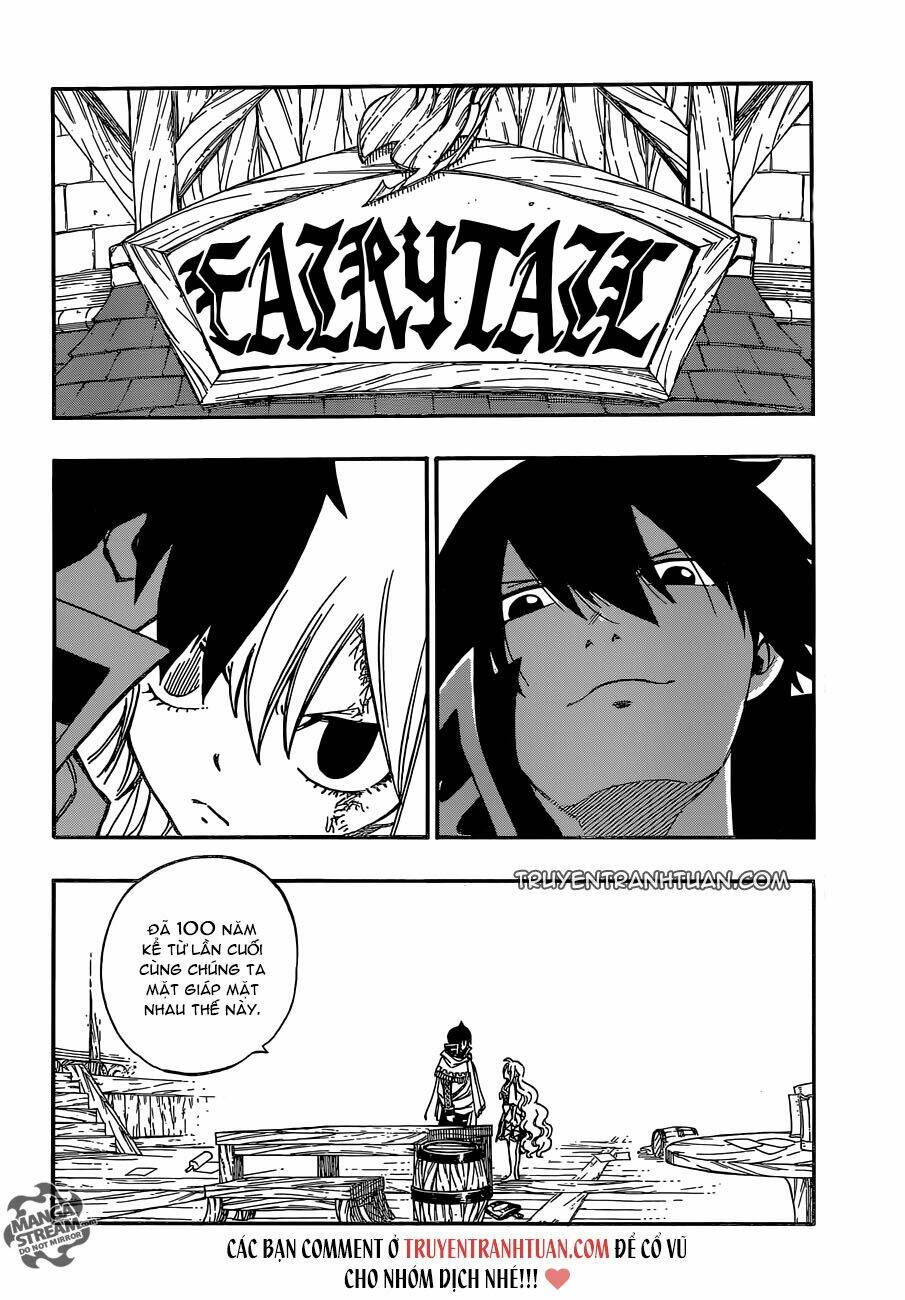 FAIRY TAIL
TRUYENTRANHTUAN.COM
ĐÃ 100 NĂM
KỂ TỪ LẦN CUỐI
CÙNG CHÚNG TA
MẶT GIÁP MẶT
NHAU THẾ NÀY.
MANGA
STREAM.com
DO NOT MIRROR!
CÁC BẠN COMMENT Ở TRUYENTRANHTUAN.COM ĐỂ CỔ VŨ
CHO NHÓM DỊCH NHÉ!!! ❤